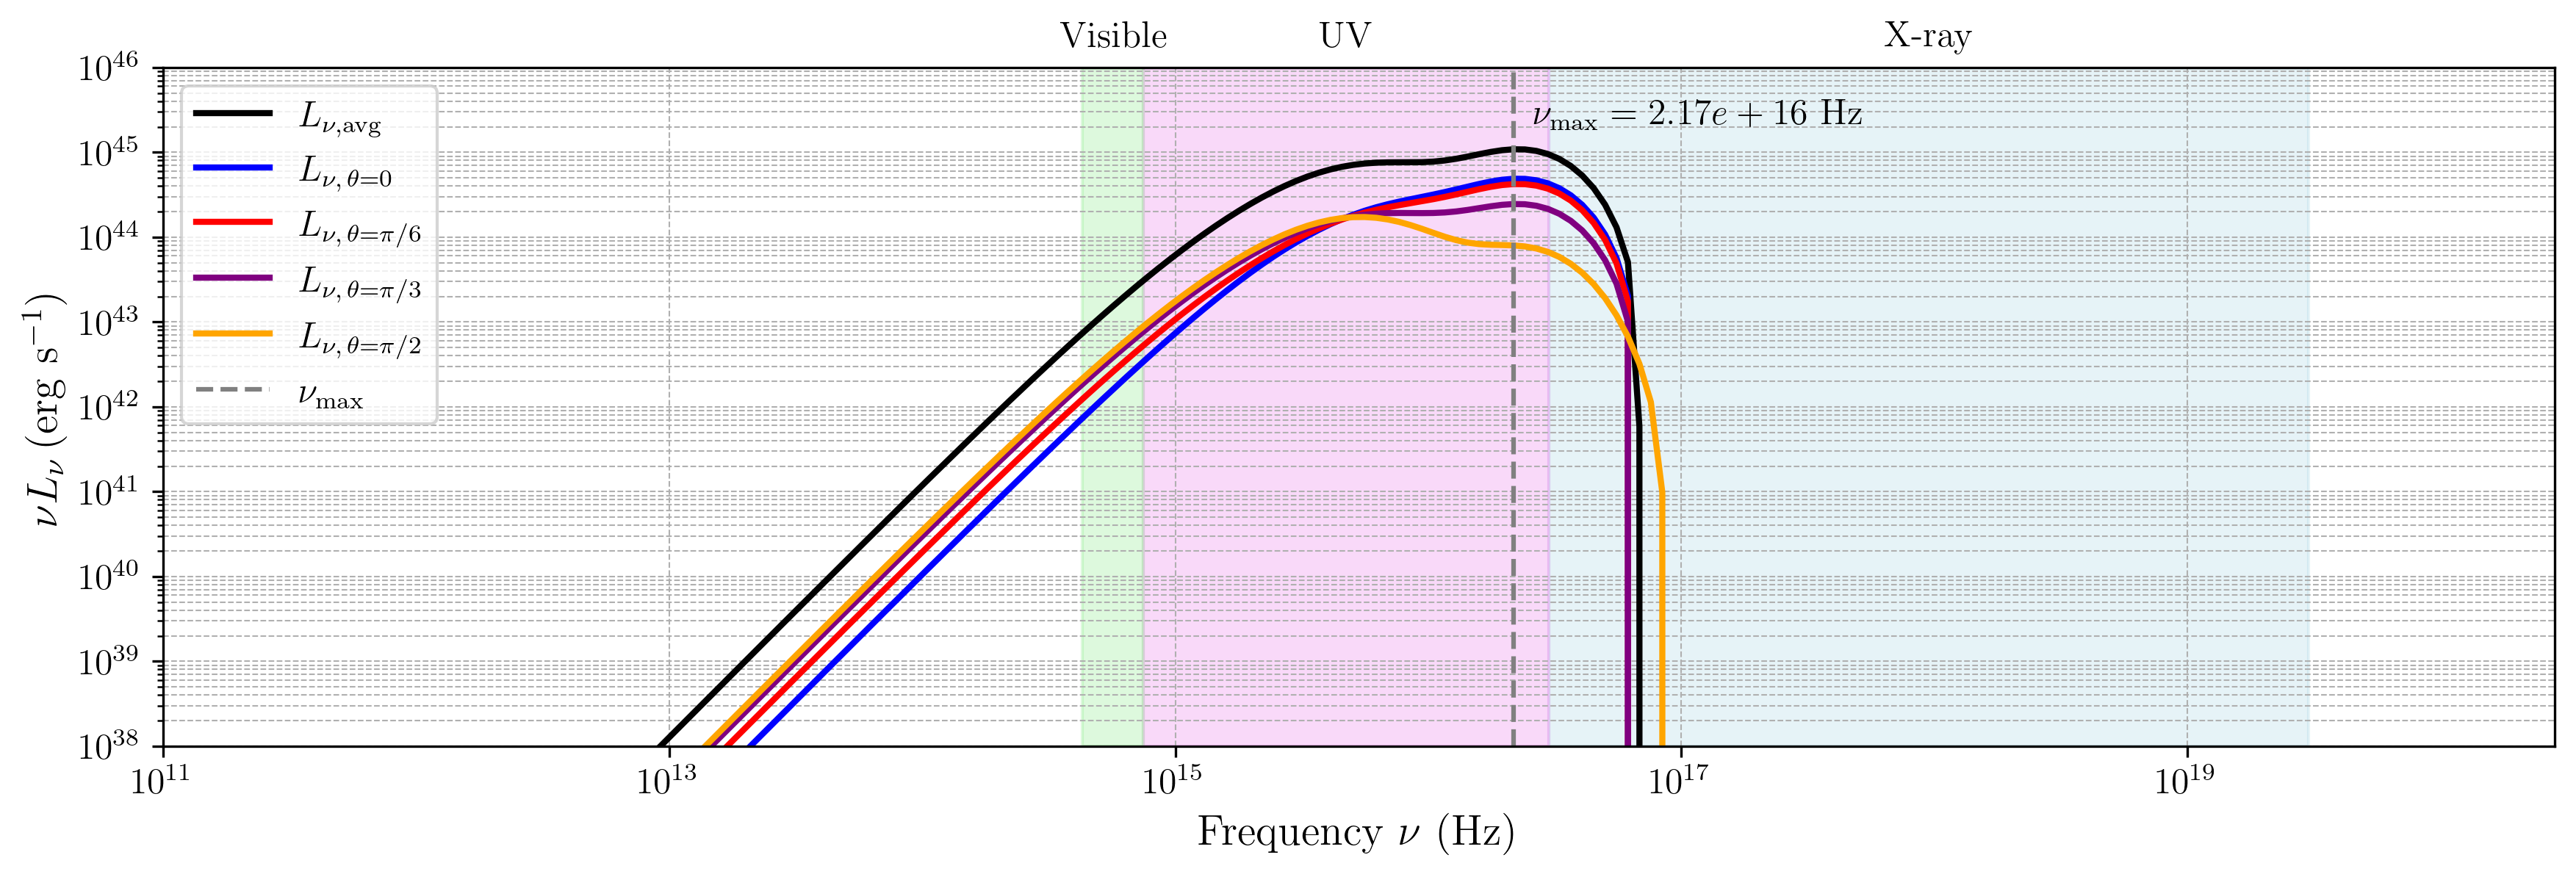 Visible UV X-ray
10^46
10^45
10^44
10^43
10^42
10^41
10^40
10^39
10^38
ν L_ν (erg s^−1)
L_ν,avg
L_ν, θ=0
L_ν, θ=π/6
L_ν, θ=π/3
L_ν, θ=π/2
ν_max
ν_max = 2.17e + 16 Hz
10^11 10^13 10^15 10^17 10^19
Frequency ν (Hz)